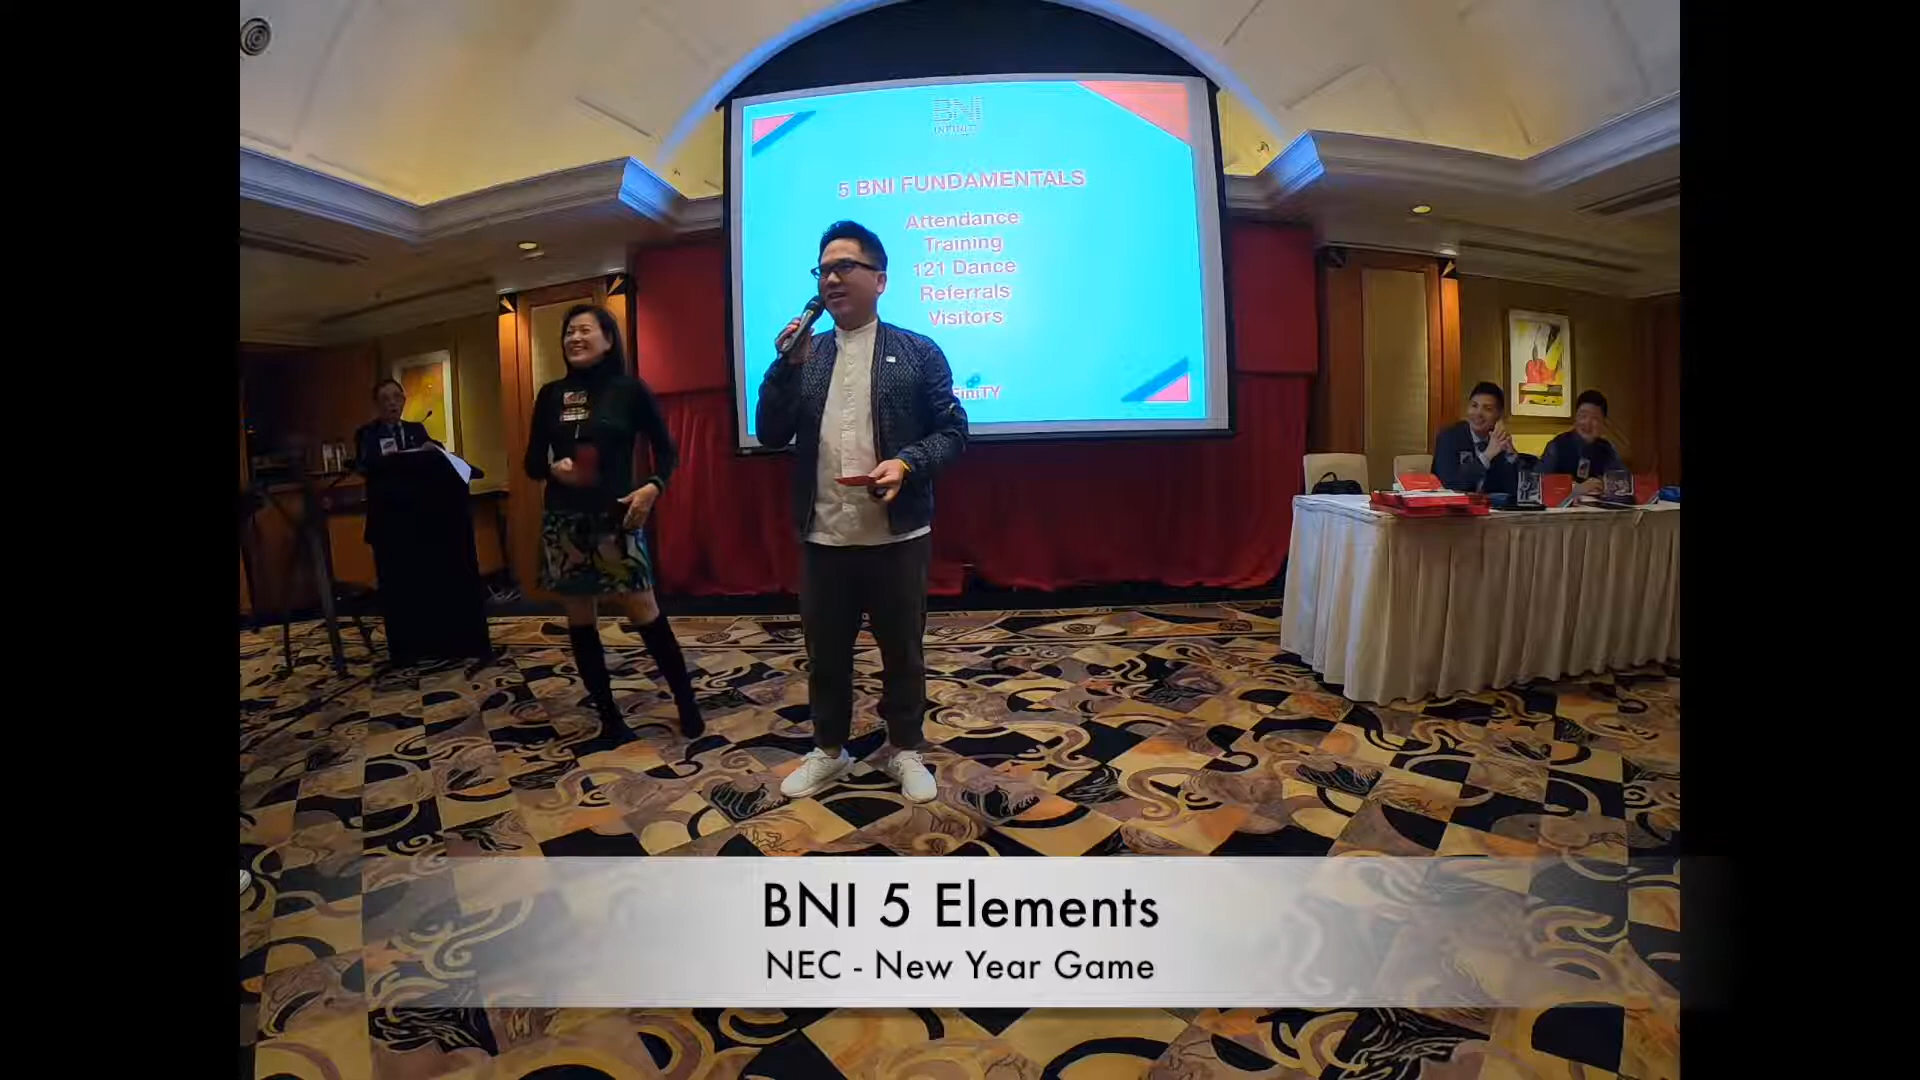 BNI
5 BNI FUNDAMENTALS
Attendance
Training
121 Dance
Referrals
Visitors
BNI 5 Elements
NEC - New Year Game